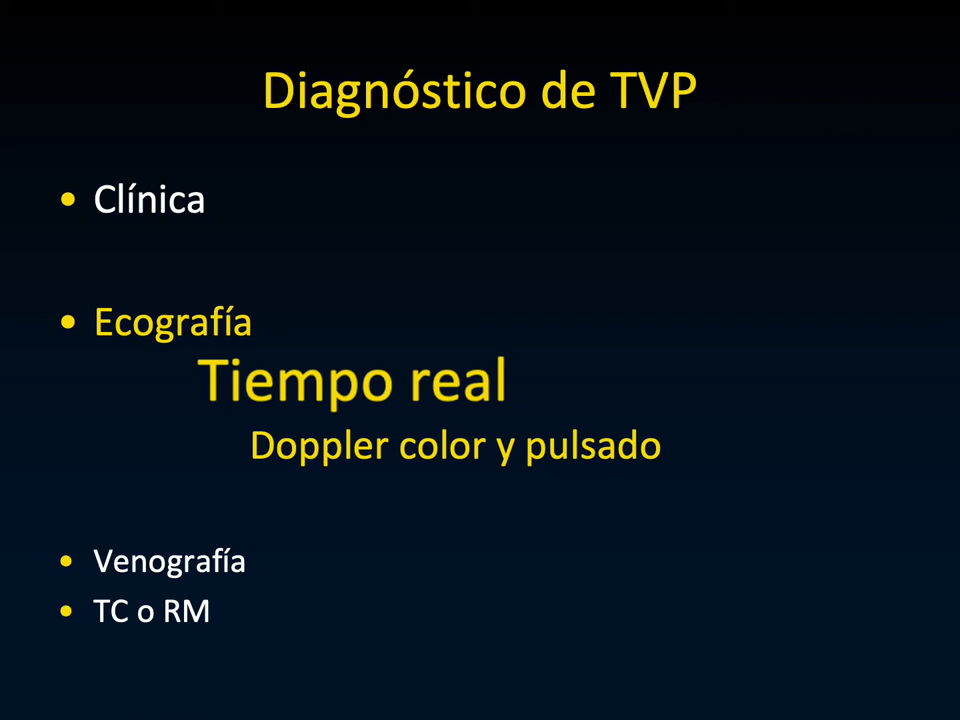 Diagnóstico de TVP
• Clínica
• Ecografía
Tiempo real
Doppler color y pulsado
• Venografía
• TC o RM